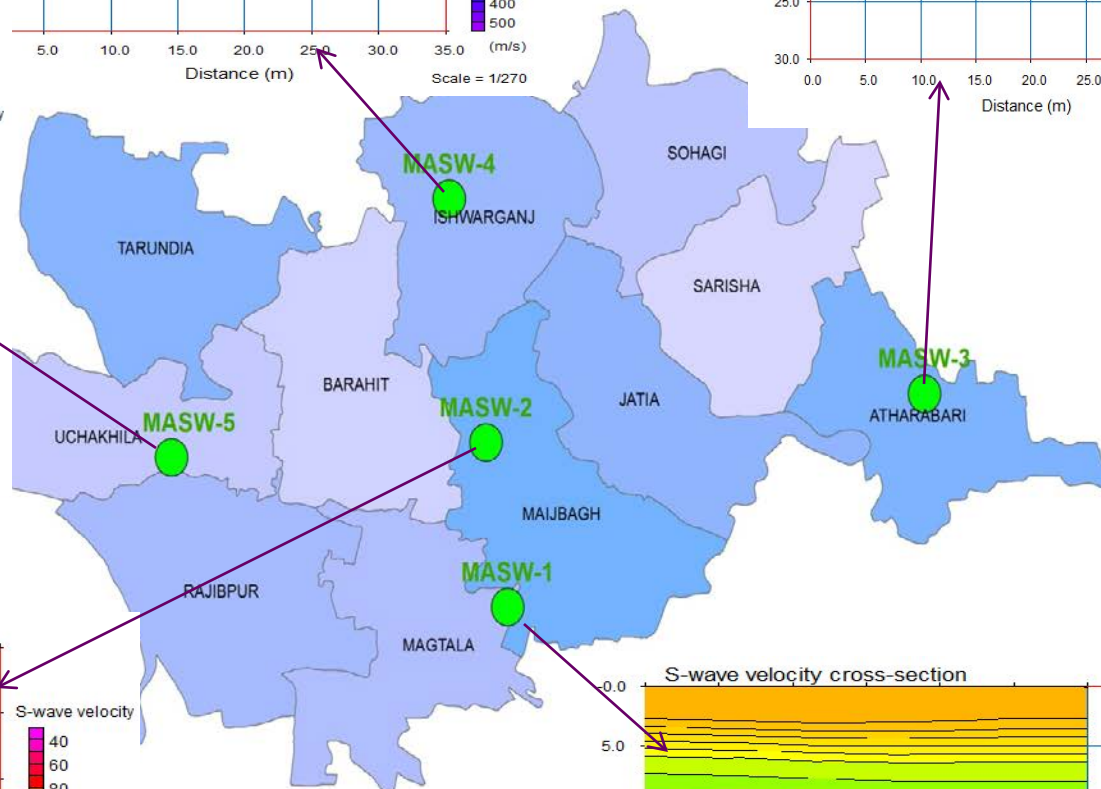 400
500
(m/s)
5.0 10.0 15.0 20.0 25.0 30.0 35.0
Distance (m)
Scale = 1/270
25.0
30.0
0.0 5.0 10.0 15.0 20.0 25.0
Distance (m)
MASW-4
ISHWARGANJ
SOHAGI
TARUNDIA
SARISHA
MASW-3
ATHARABARI
BARAHIT
JATIA
MASW-2
MASW-5
UCHAKHILA
MAIJBAGH
MASW-1
RAJIBPUR
MAGTALA
S-wave velocity cross-section
-0.0
5.0
S-wave velocity
40
60
80